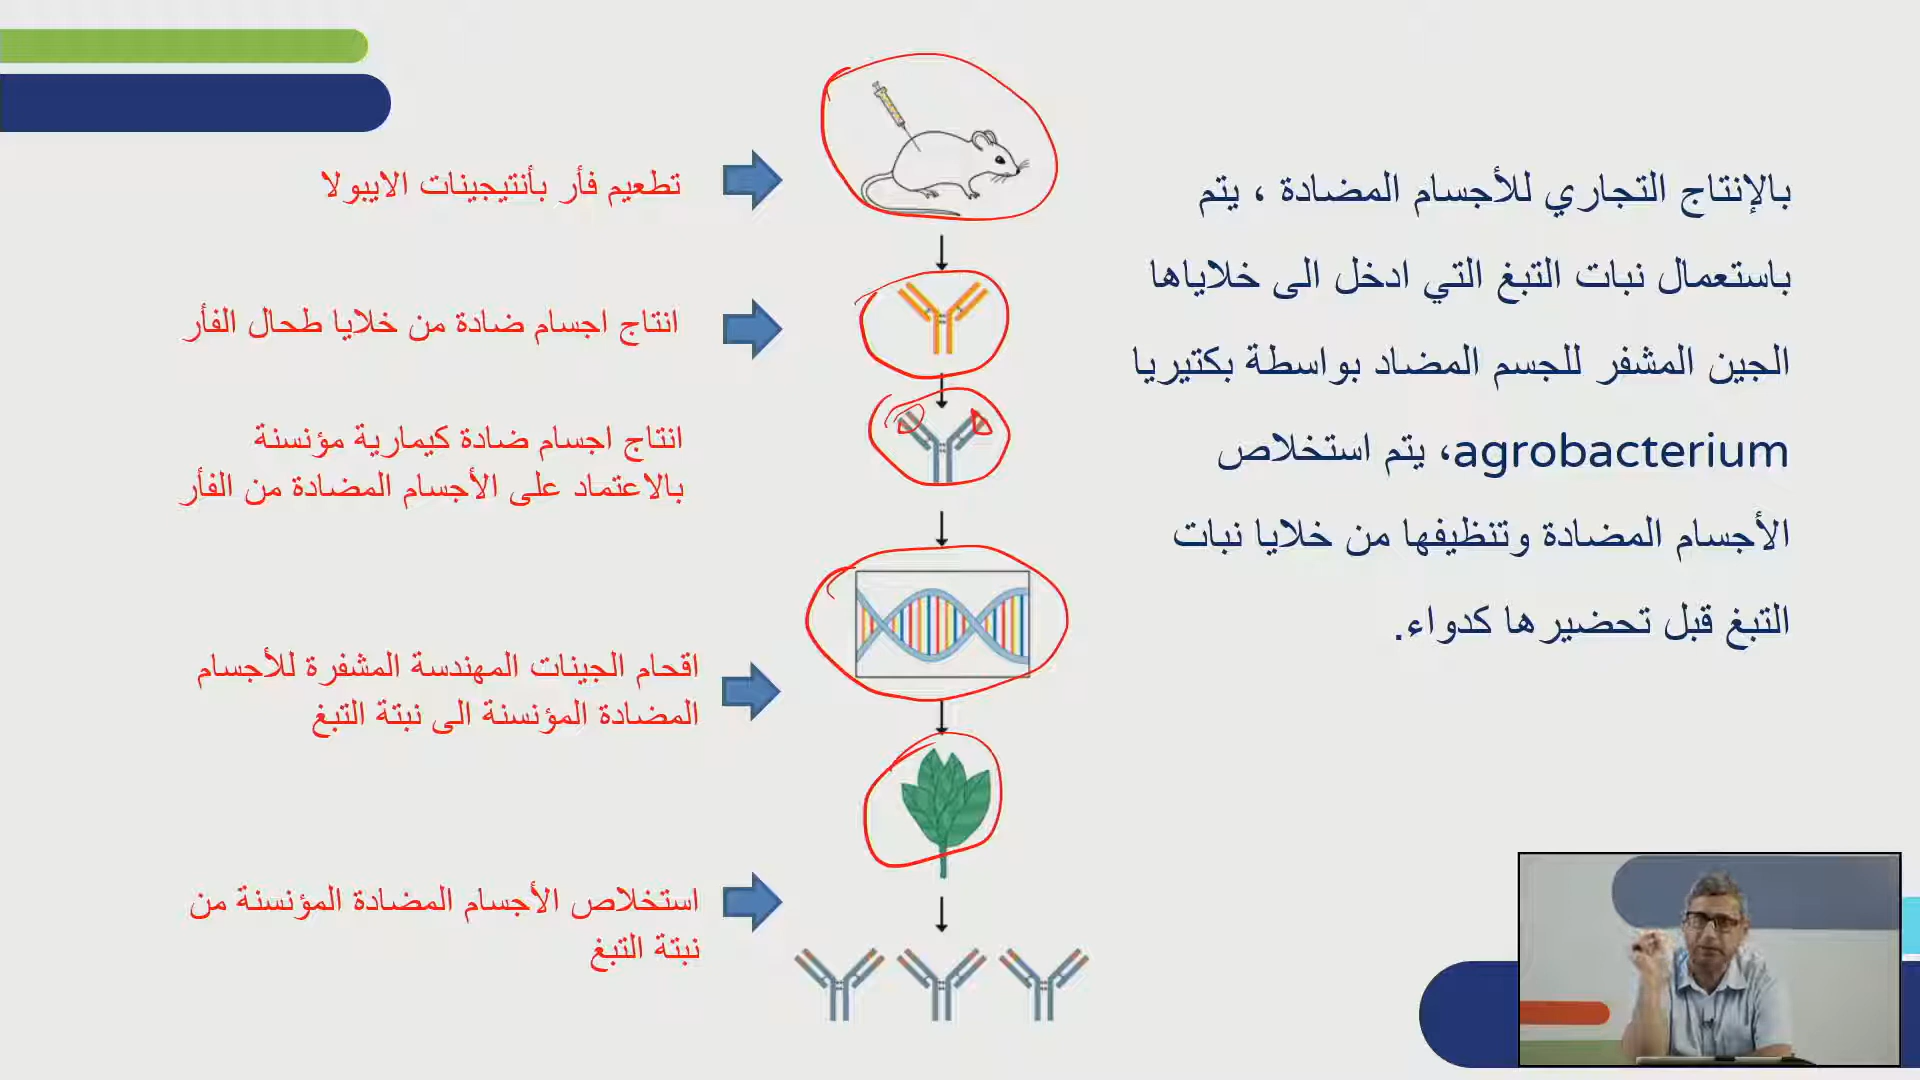 بالإنتاج التجاري للأجسام المضادة ، يتم
باستعمال نبات التبغ التي ادخل الى خلاياها
الجين المشفر للجسم المضاد بواسطة بكتيريا
agrobacterium، يتم استخلاص
الأجسام المضادة وتنظيفها من خلايا نبات
التبغ قبل تحضيرها كدواء.
تطعيم فأر بأنتيجينات الايبولا
انتاج اجسام ضادة من خلايا طحال الفأر
انتاج اجسام ضادة كيمارية مؤنسنة
بالاعتماد على الأجسام المضادة من الفأر
اقحام الجينات المهندسة المشفرة للأجسام
المضادة المؤنسنة الى نبتة التبغ
استخلاص الأجسام المضادة المؤنسنة من
نبتة التبغ